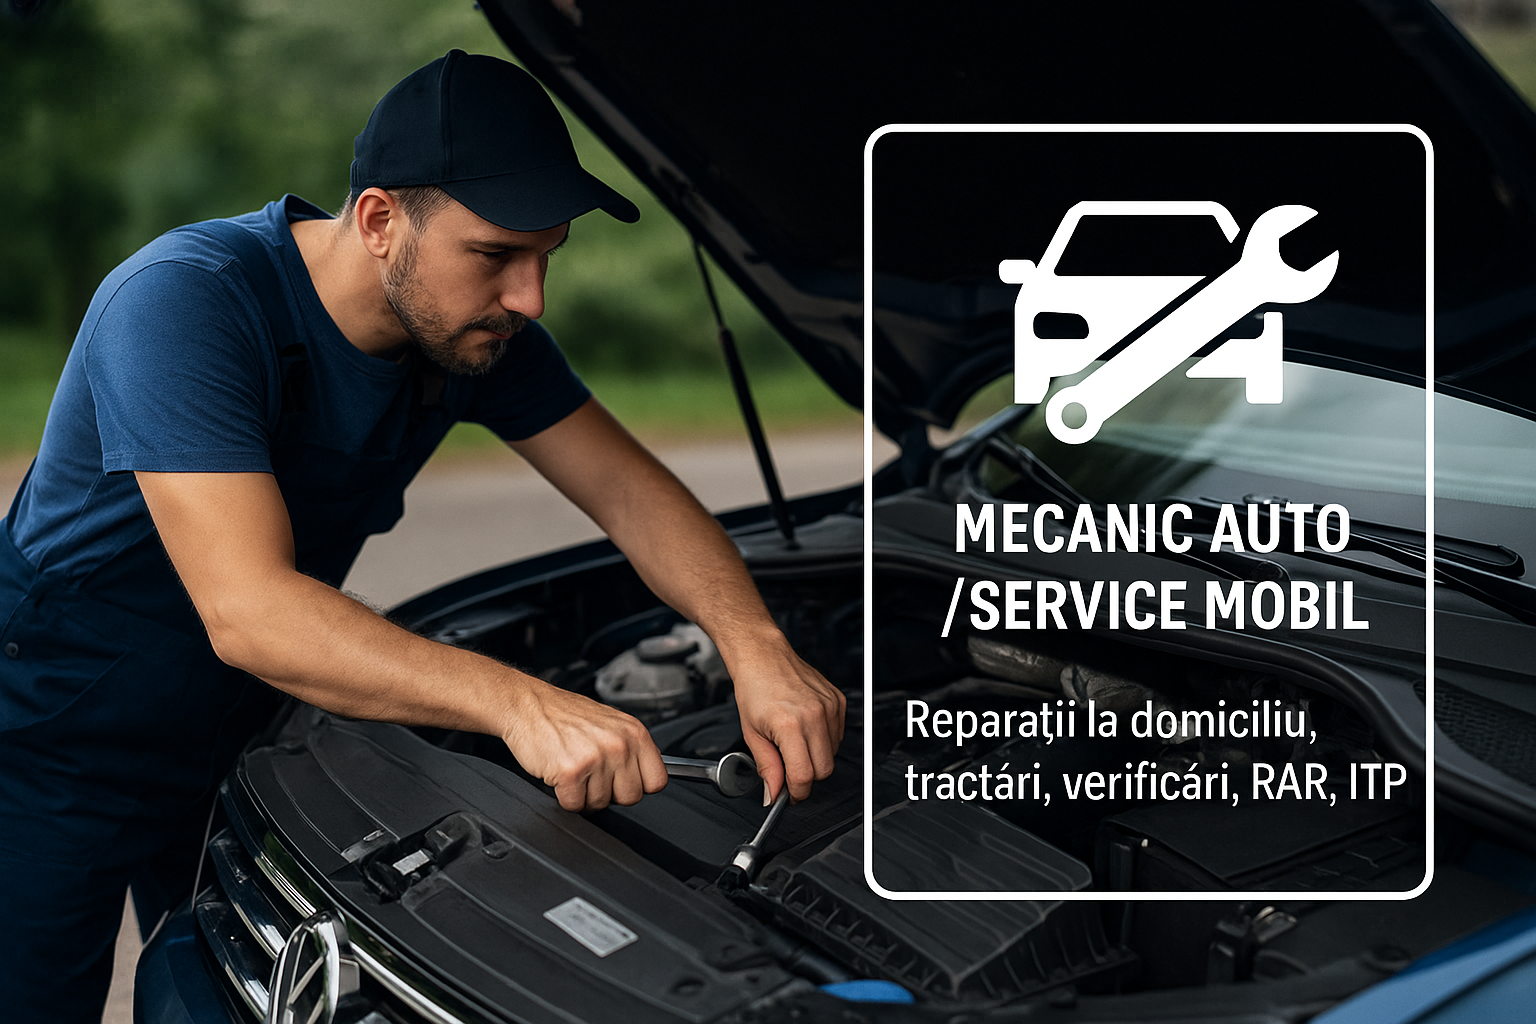 MECANIC AUTO
/SERVICE MOBIL
Reparații la domiciliu,
tractári, verificári, RAR, ITP